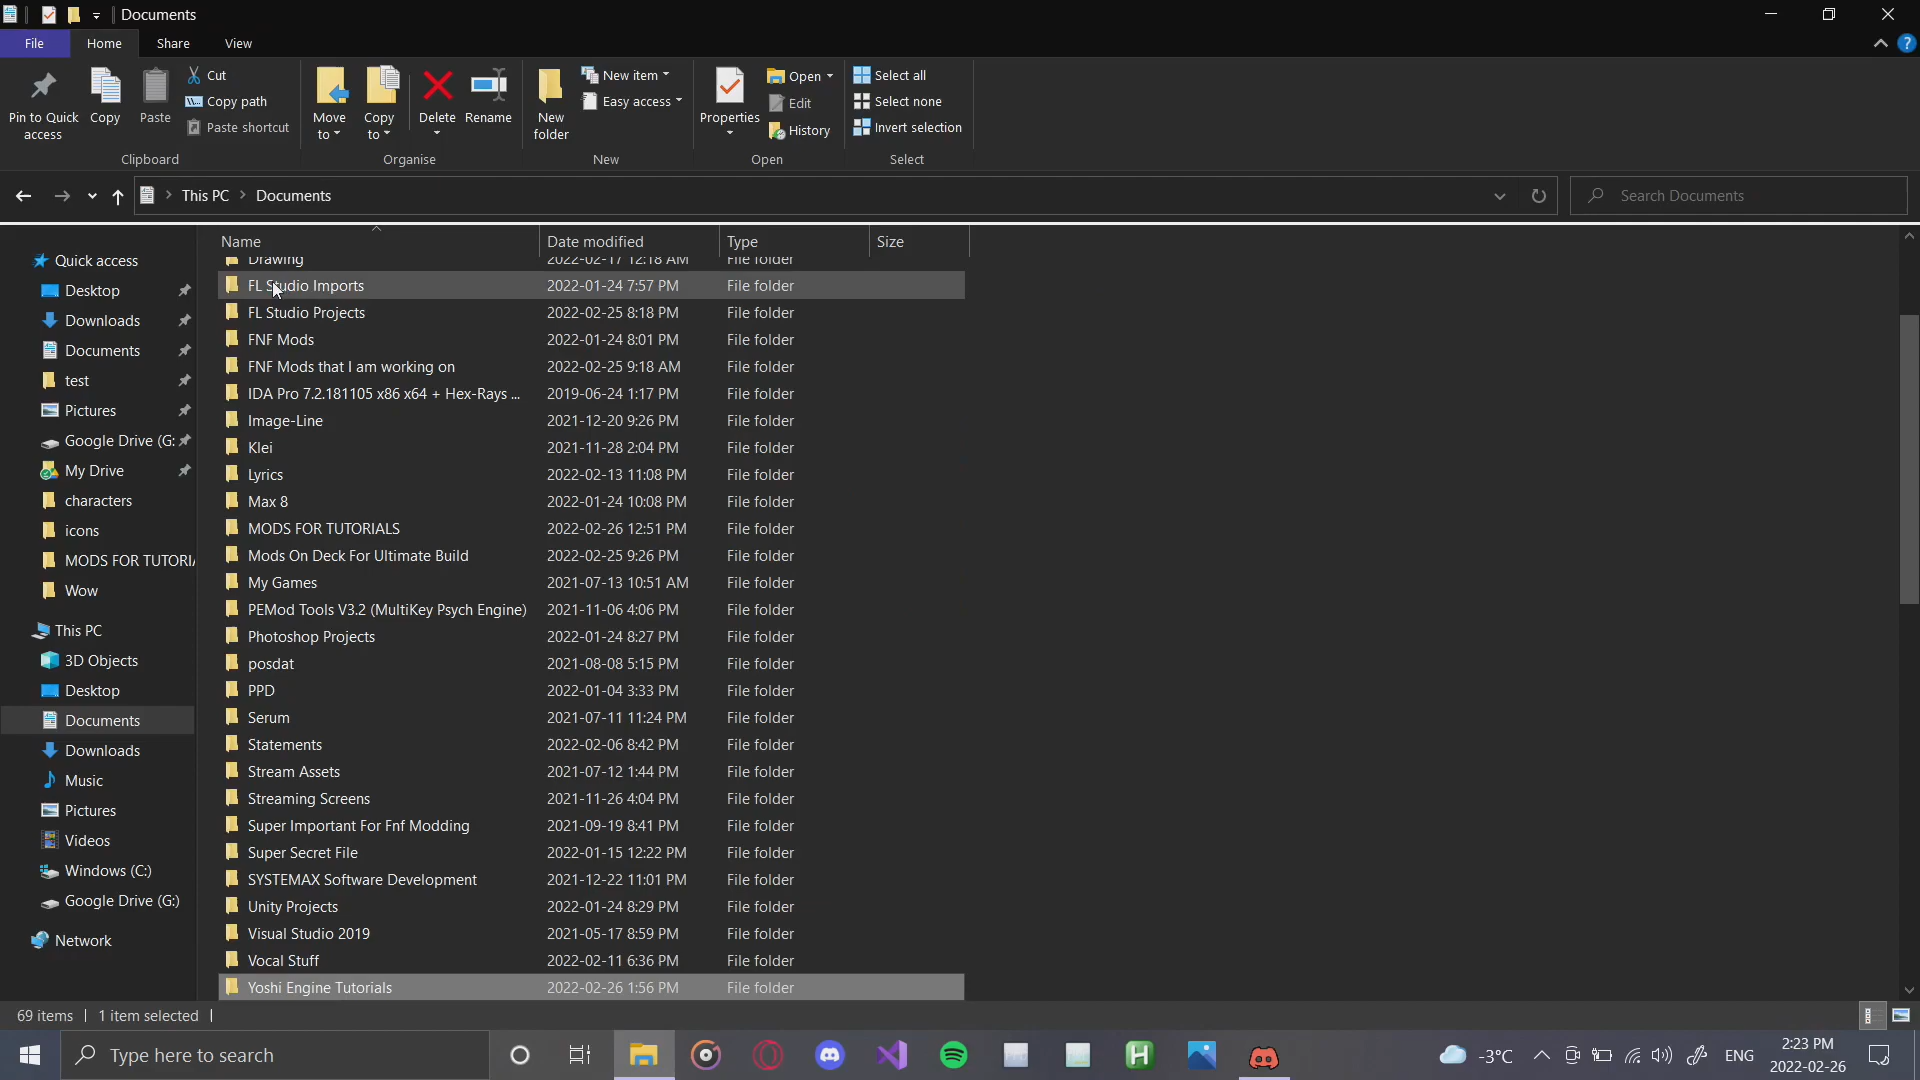 Documents
File Home Share View
Pin to Quick access
Copy
Paste
Cut
Copy path
Paste shortcut
Move to
Copy to
Delete
Rename
New folder
New item
Easy access
Properties
Open
Edit
History
Select all
Select none
Invert selection
Clipboard Organise New Open Select
This PC > Documents
Search Documents
Name Date modified Type Size
Drawing 2022-02-17 12:18 AM File folder
FL Studio Imports 2022-01-24 7:57 PM File folder
FL Studio Projects 2022-02-25 8:18 PM File folder
FNF Mods 2022-01-24 8:01 PM File folder
FNF Mods that I am working on 2022-02-25 9:18 AM File folder
IDA Pro 7.2.181105 x86 x64 + Hex-Rays ... 2019-06-24 1:17 PM File folder
Image-Line 2021-12-20 9:26 PM File folder
Klei 2021-11-28 2:04 PM File folder
Lyrics 2022-02-13 11:08 PM File folder
Max 8 2022-01-24 10:08 PM File folder
MODS FOR TUTORIALS 2022-02-26 12:51 PM File folder
Mods On Deck For Ultimate Build 2022-02-25 9:26 PM File folder
My Games 2021-07-13 10:51 AM File folder
PEMod Tools V3.2 (MultiKey Psych Engine) 2021-11-06 4:06 PM File folder
Photoshop Projects 2022-01-24 8:27 PM File folder
posdat 2021-08-08 5:15 PM File folder
PPD 2022-01-04 3:33 PM File folder
Serum 2021-07-11 11:24 PM File folder
Statements 2022-02-06 8:42 PM File folder
Stream Assets 2021-07-12 1:44 PM File folder
Streaming Screens 2021-11-26 4:04 PM File folder
Super Important For Fnf Modding 2021-09-19 8:41 PM File folder
Super Secret File 2022-01-15 12:22 PM File folder
SYSTEMAX Software Development 2021-12-22 11:01 PM File folder
Unity Projects 2022-01-24 8:29 PM File folder
Visual Studio 2019 2021-05-17 8:59 PM File folder
Vocal Stuff 2022-02-11 6:36 PM File folder
Yoshi Engine Tutorials 2022-02-26 1:56 PM File folder
Quick access
Desktop
Downloads
Documents
test
Pictures
Google Drive (G:
My Drive
characters
icons
MODS FOR TUTORI
Wow
This PC
3D Objects
Desktop
Documents
Downloads
Music
Pictures
Videos
Windows (C:)
Google Drive (G:)
Network
69 items 1 item selected
Type here to search
-3°C
ENG
2:23 PM
2022-02-26